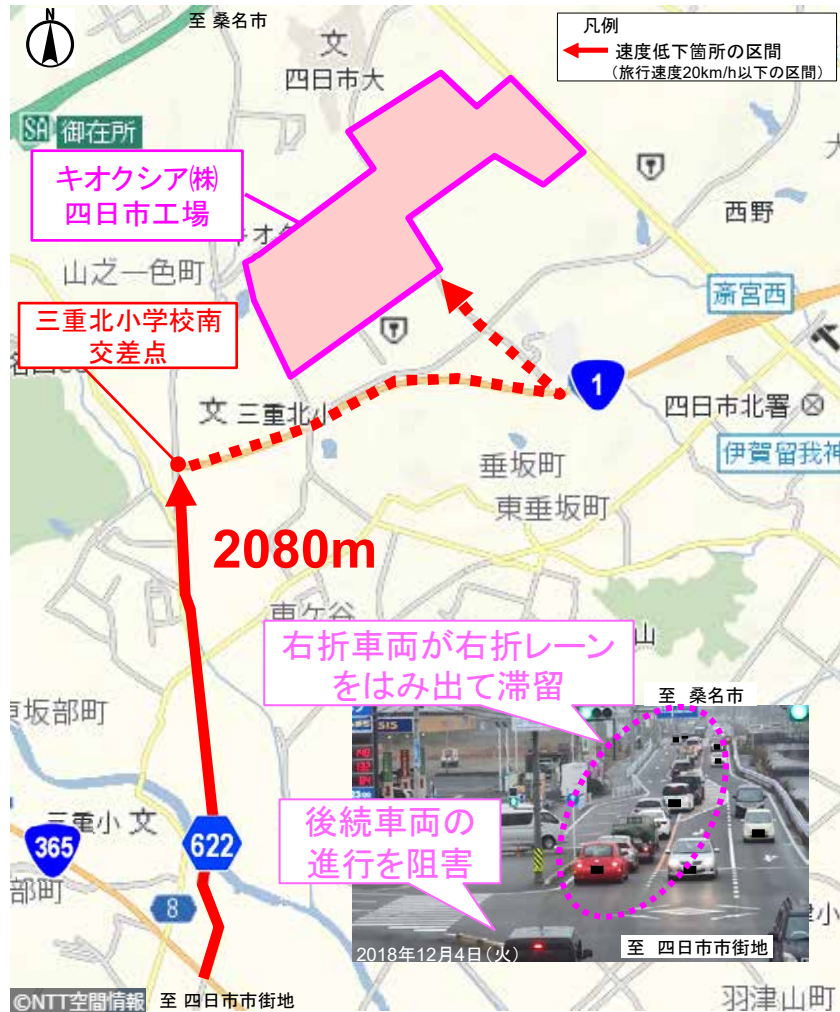 N
至 桑名市
凡例
速度低下箇所の区間
(旅行速度20km/h以下の区間)
文
四日市大
SA 御在所
キオクシア㈱
四日市工場
西野
山之一色町
斎宮西
三重北小学校南
交差点
1
文 三重北小
四日市北署
伊賀留我神
垂坂町
東垂坂町
2080m
東ケ谷
山
右折車両が右折レーン
をはみ出て滞留
至 桑名市
東坂部町
SIS
三重小 文
365
622
後続車両の
進行を阻害
部町
8
小
2018年12月4日(火)
至 四日市市街地
©NTT空間情報
至 四日市市街地
羽津山町